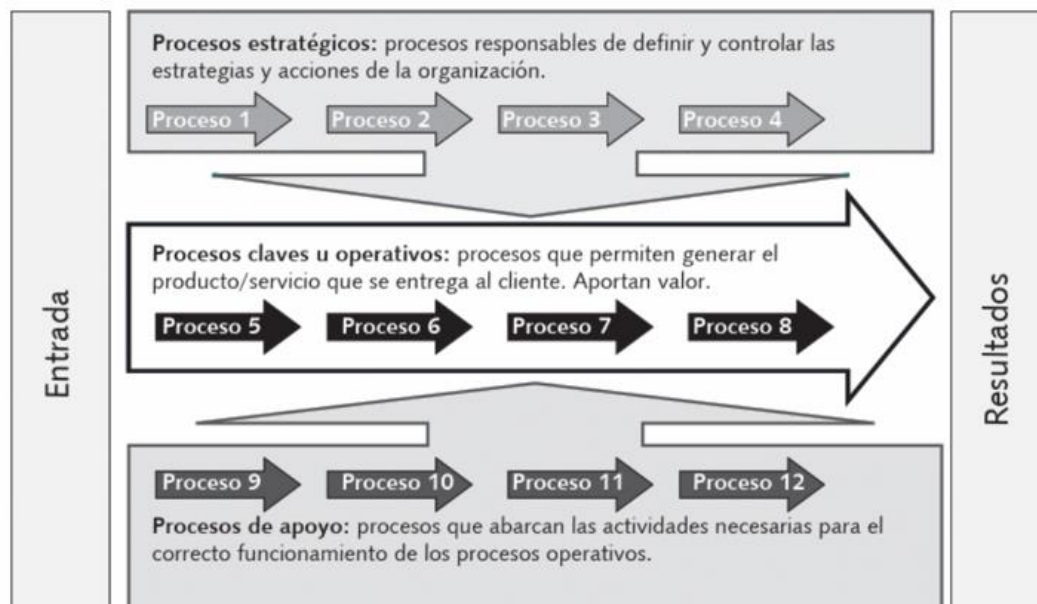 Entrada
Procesos estratégicos: procesos responsables de definir y controlar las
estrategias y acciones de la organización.
Proceso 1
Proceso 2
Proceso 3
Proceso 4
Procesos claves u operativos: procesos que permiten generar el
producto/servicio que se entrega al cliente. Aportan valor.
Proceso 5
Proceso 6
Proceso 7
Proceso 8
Proceso 9
Proceso 10
Proceso 11
Proceso 12
Procesos de apoyo: procesos que abarcan las actividades necesarias para el
correcto funcionamiento de los procesos operativos.
Resultados